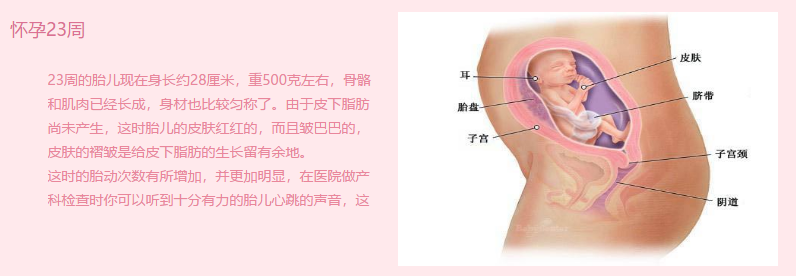 怀孕23周
23周的胎儿现在身长约28厘米，重500克左右，骨骼
和肌肉已经长成，身材也比较匀称了。由于皮下脂肪
尚未产生，这时胎儿的皮肤红红的，而且皱巴巴的，
皮肤的褶皱是给皮下脂肪的生长留有余地。
这时的胎动次数有所增加，并更加明显，在医院做产
科检查时你可以听到十分有力的胎儿心跳的声音，这
皮肤
耳
脐带
胎盘
子宫
子宫颈
阴道